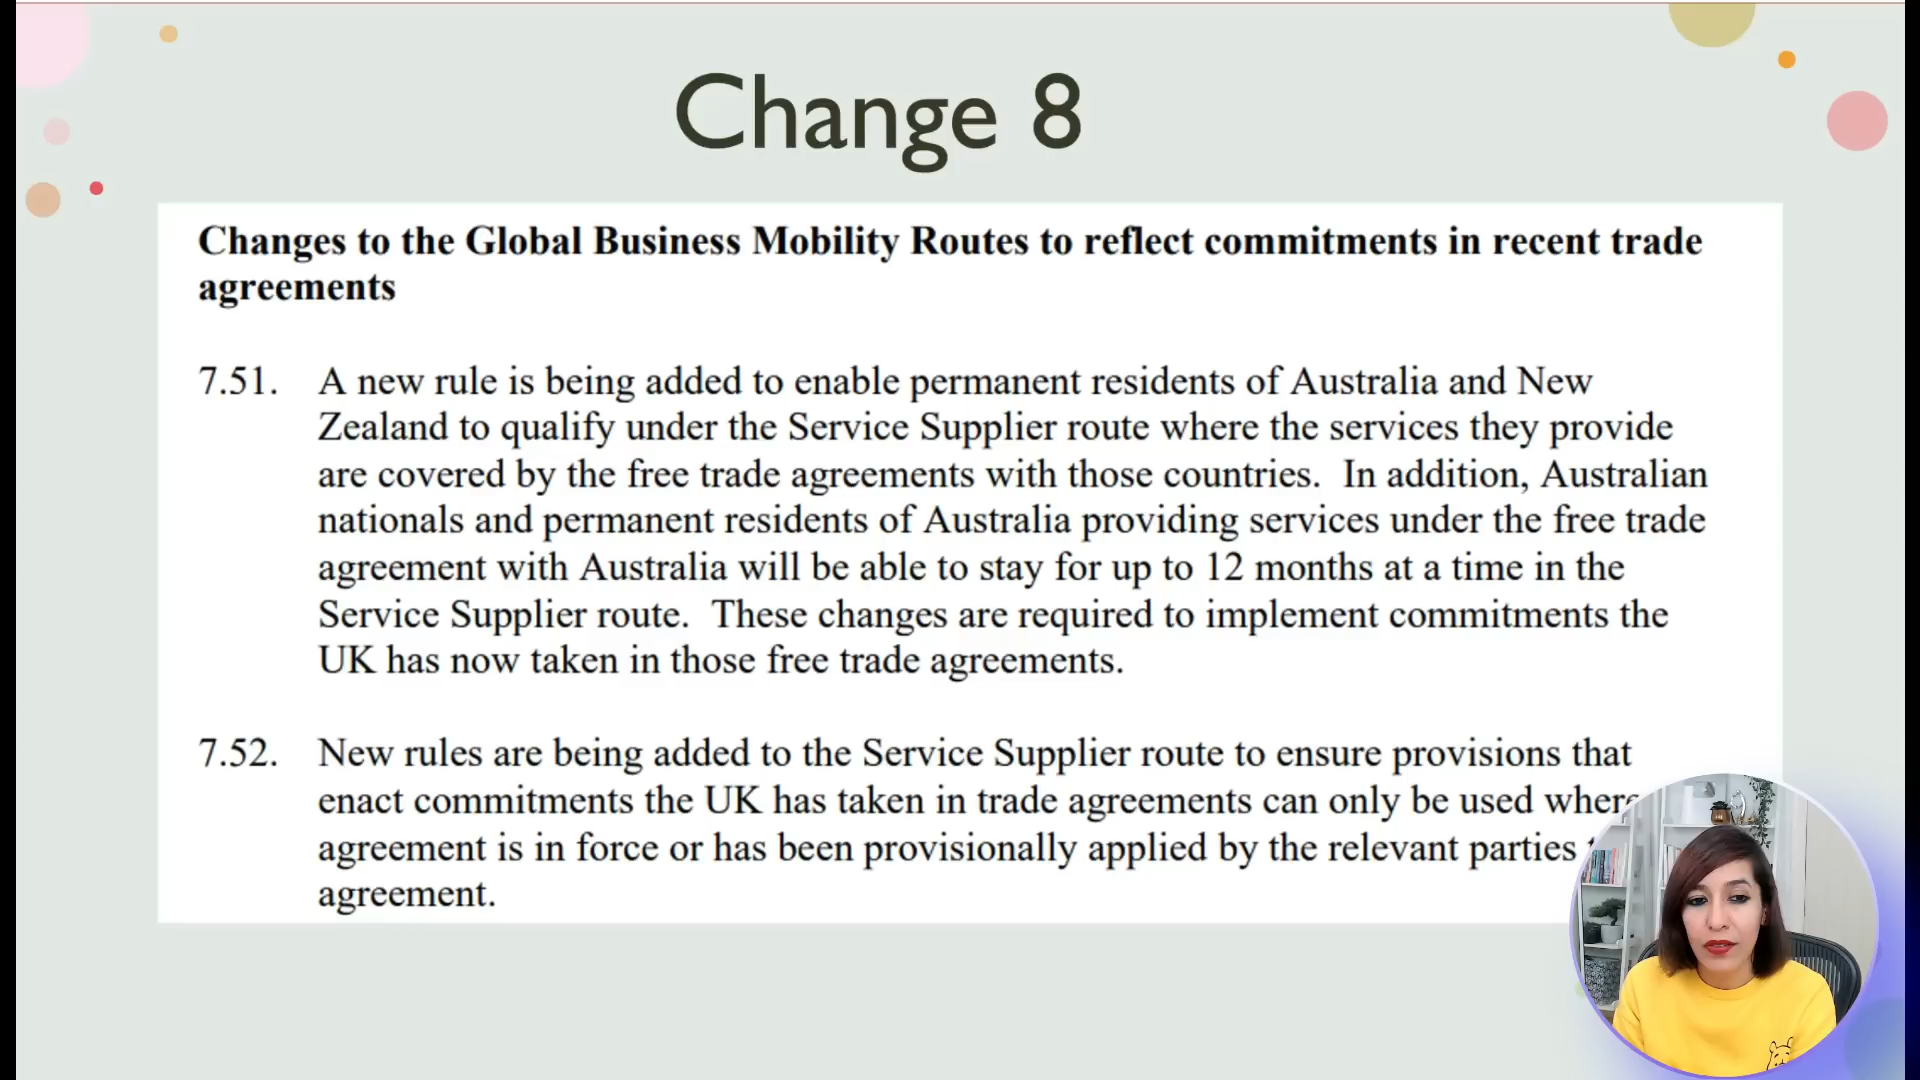 Change 8
Changes to the Global Business Mobility Routes to reflect commitments in recent trade
agreements
7.51. A new rule is being added to enable permanent residents of Australia and New
Zealand to qualify under the Service Supplier route where the services they provide
are covered by the free trade agreements with those countries. In addition, Australian
nationals and permanent residents of Australia providing services under the free trade
agreement with Australia will be able to stay for up to 12 months at a time in the
Service Supplier route. These changes are required to implement commitments the
UK has now taken in those free trade agreements.
7.52. New rules are being added to the Service Supplier route to ensure provisions that
enact commitments the UK has taken in trade agreements can only be used where
agreement is in force or has been provisionally applied by the relevant parties
agreement.